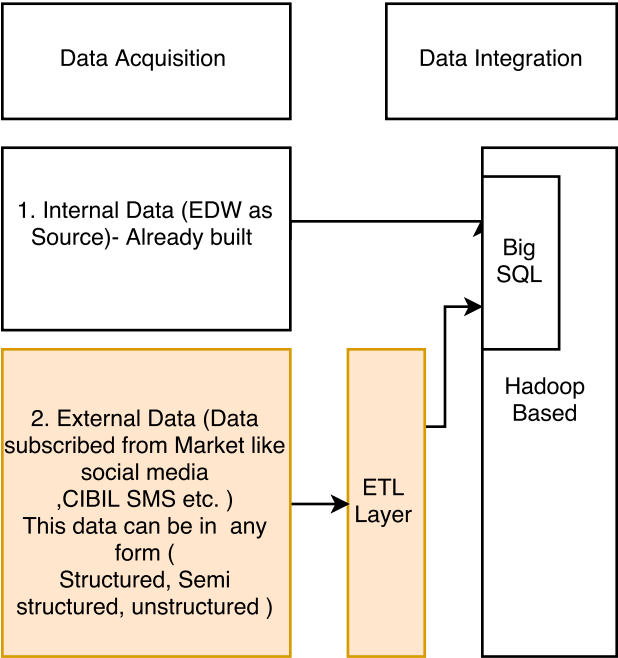 Data Acquisition
Data Integration
1. Internal Data (EDW as
Source)- Already built
Big
SQL
Hadoop
Based
2. External Data (Data
subscribed from Market like
social media
,CIBIL SMS etc. )
This data can be in  any
form (
Structured, Semi
structured, unstructured )
ETL
Layer